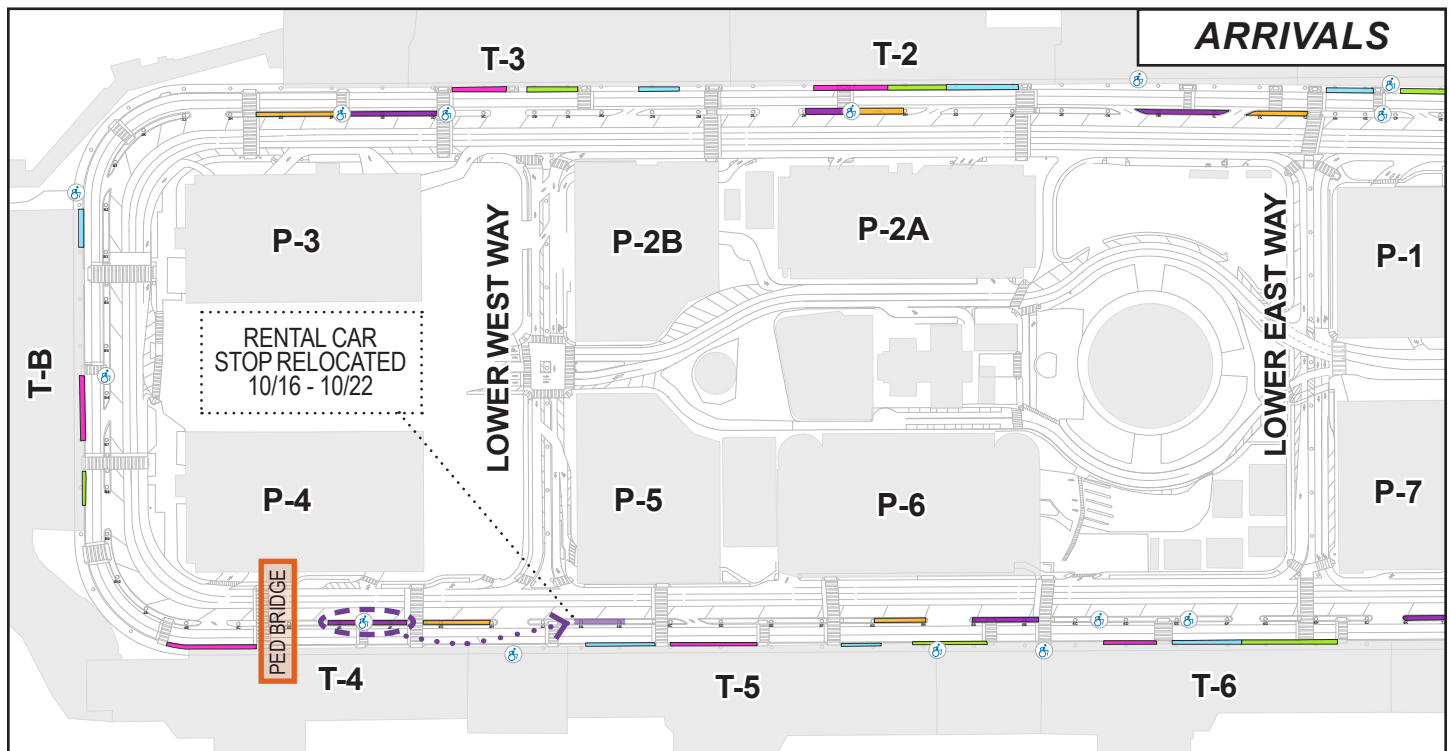 ARRIVALS
T-3
T-2
P-3
P-2B
P-2A
P-1
LOWER WEST WAY
LOWER EAST WAY
T-B
RENTAL CAR
STOP RELOCATED
10/16 - 10/22
P-4
P-5
P-6
P-7
PED BRIDGE
T-4
T-5
T-6